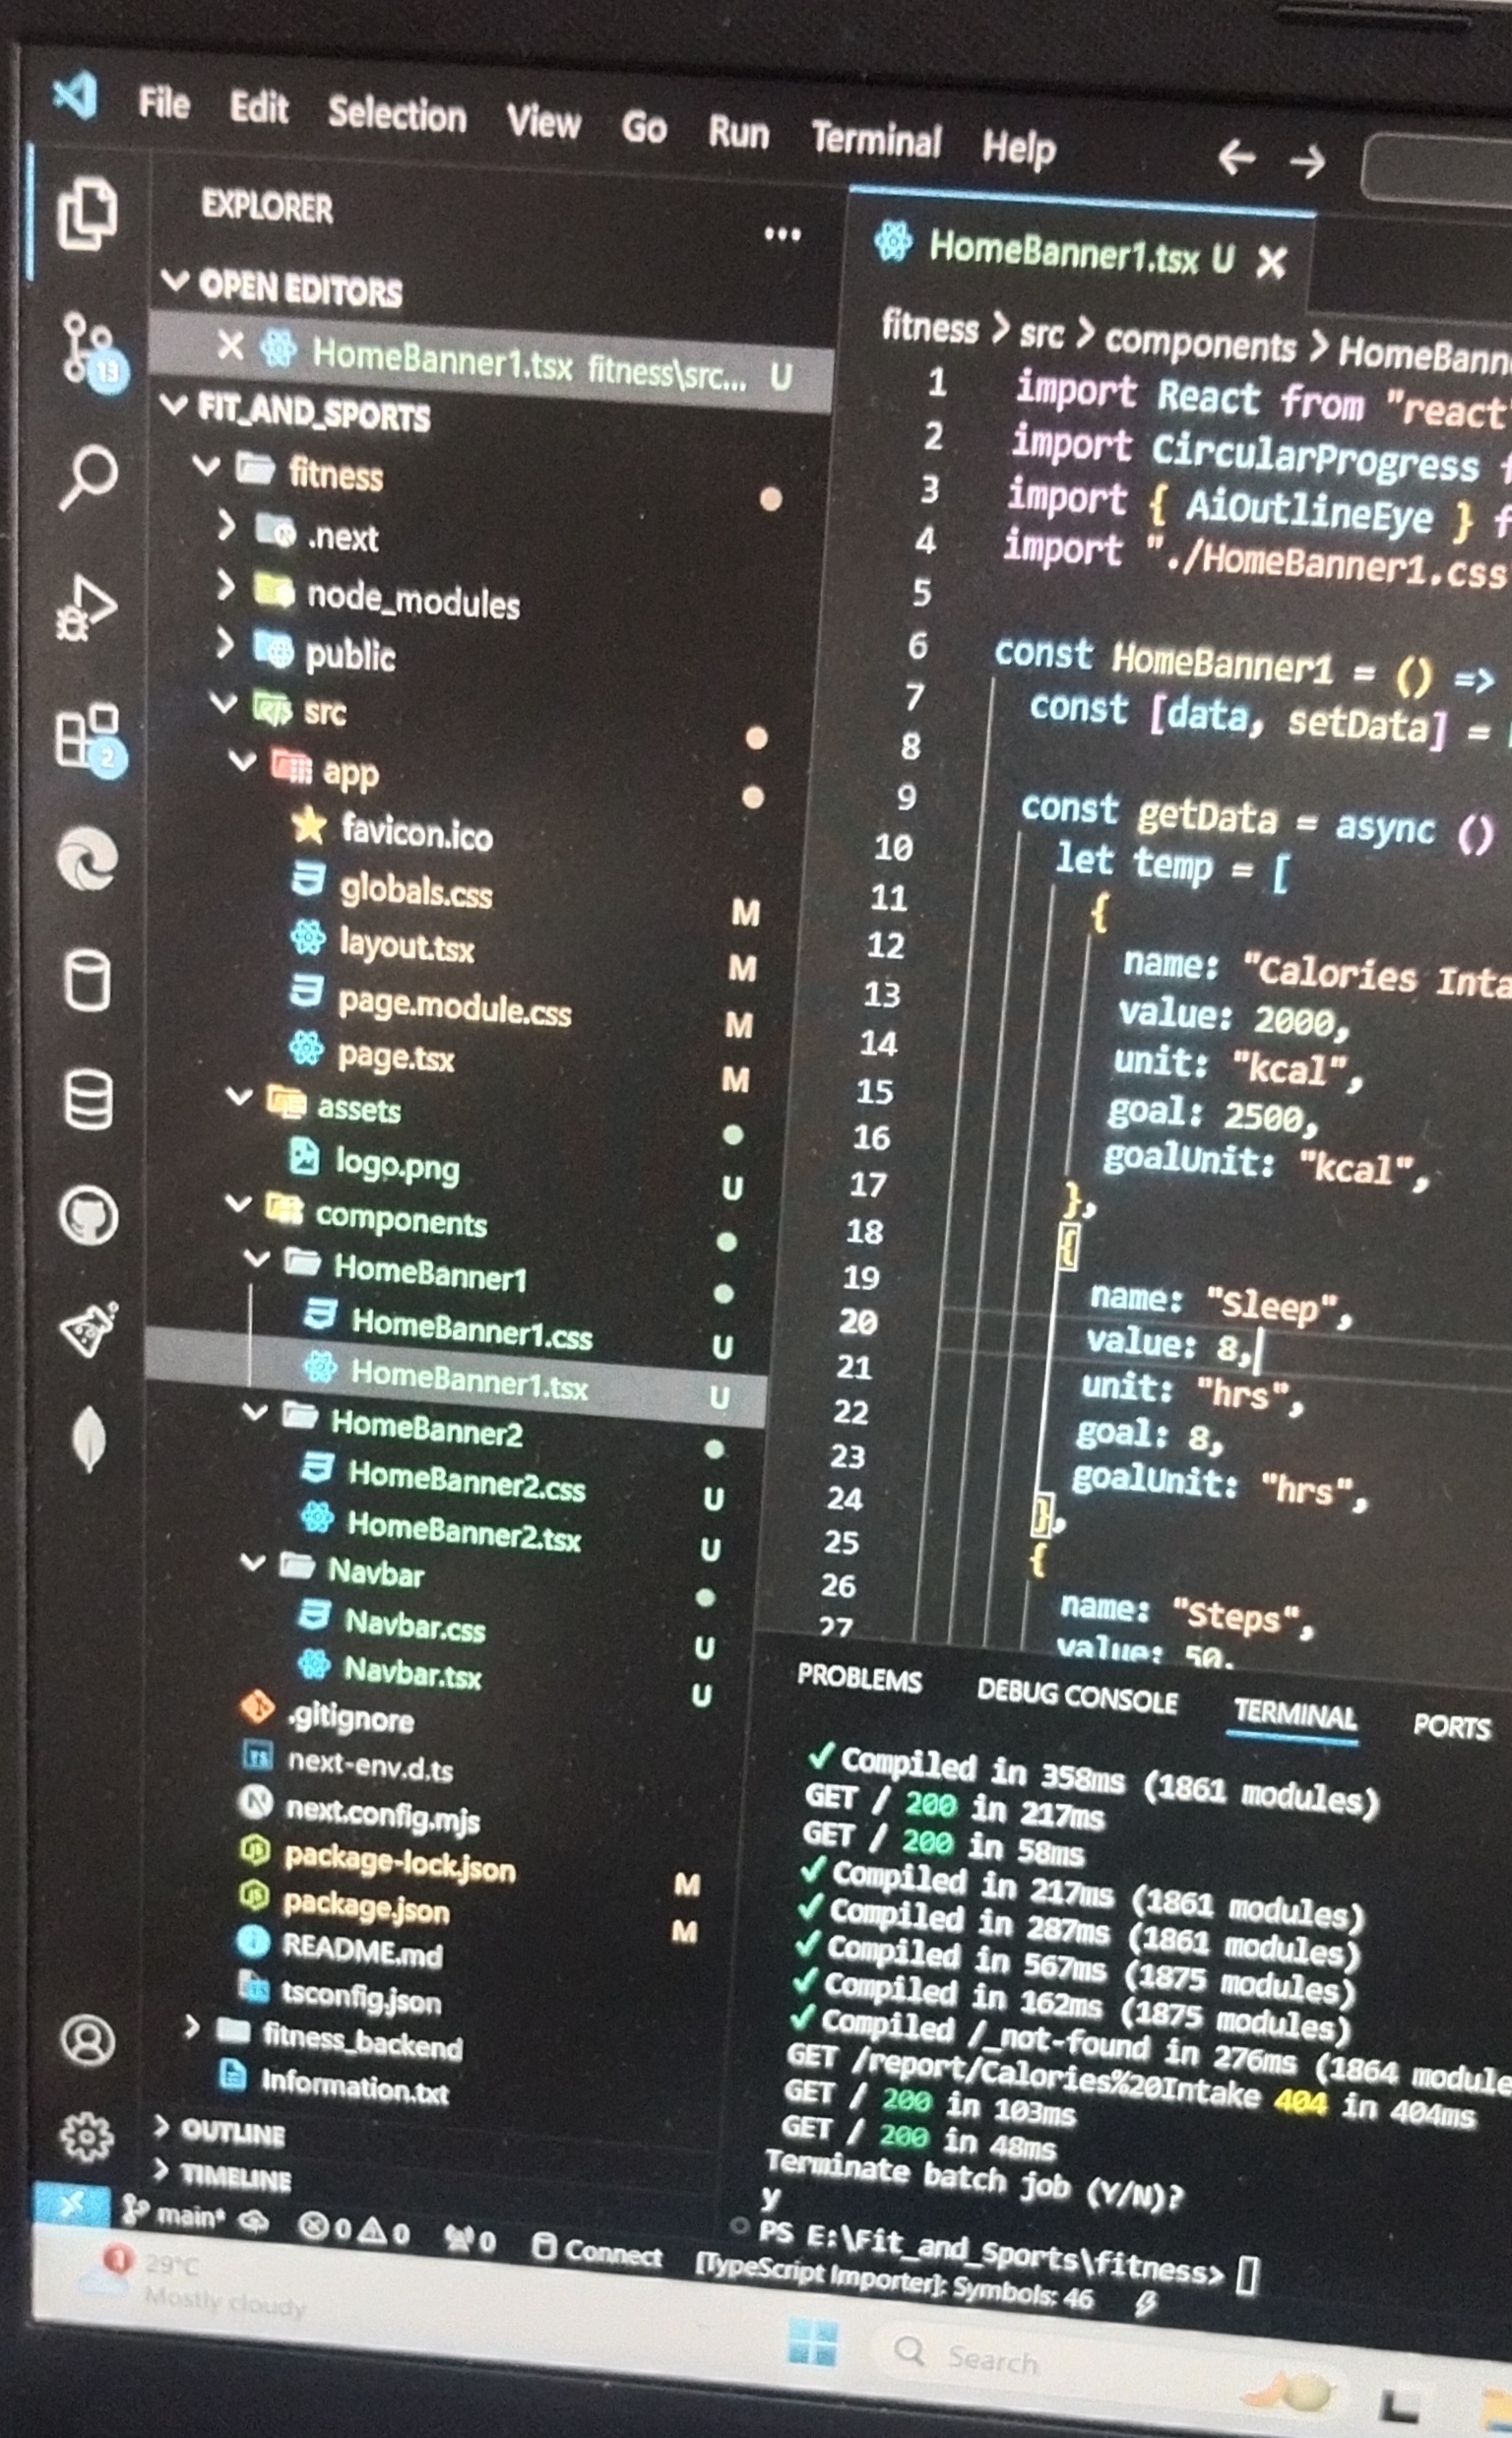 File Edit Selection View Go Run Terminal Help
EXPLORER
OPEN EDITORS
HomeBanner1.tsx fitness\src... U
13
FIT_AND_SPORTS
fitness
.next
node_modules
public
src
app
favicon.ico
globals.css M
layout.tsx M
page.module.css M
page.tsx M
assets
logo.png U
components
HomeBanner1
HomeBanner1.css U
HomeBanner1.tsx U
HomeBanner2
HomeBanner2.css U
HomeBanner2.tsx U
Navbar
Navbar.css U
Navbar.tsx U
.gitignore
next-env.d.ts
next.config.mjs
package-lock.json M
package.json M
README.md
tsconfig.json
fitness_backend
Information.txt
OUTLINE
TIMELINE
2
HomeBanner1.tsx U
fitness > src > components > HomeBann
1 import React from "react
2 import CircularProgress f
3 import { AiOutlineEye } f
4 import "./HomeBanner1.css
5
6 const HomeBanner1 = () =>
7 const [data, setData] =
8
9 const getData = async ()
10 let temp = [
11 {
12 name: "Calories Inta
13 value: 2000,
14 unit: "kcal",
15 goal: 2500,
16 goalUnit: "kcal",
17 },
18 {
19 name: "Sleep",
20 value: 8,
21 unit: "hrs",
22 goal: 8,
23 goalUnit: "hrs",
24 },
25 {
26 name: "Steps",
27 value: 50,
PROBLEMS DEBUG CONSOLE TERMINAL PORTS
✓ Compiled in 358ms (1861 modules)
GET / 200 in 217ms
GET / 200 in 58ms
✓ Compiled in 217ms (1861 modules)
✓ Compiled in 287ms (1861 modules)
✓ Compiled in 567ms (1875 modules)
✓ Compiled in 162ms (1875 modules)
✓ Compiled /_not-found in 276ms (1864 module
GET /report/Calories%20Intake 404 in 404ms
GET / 200 in 103ms
GET / 200 in 48ms
Terminate batch job (Y/N)?
y
PS E:\Fit_and_Sports\fitness>
main* 0 0 0 Connect [TypeScript Importer]: Symbols: 46
1
29°C
Mostly cloudy
Search